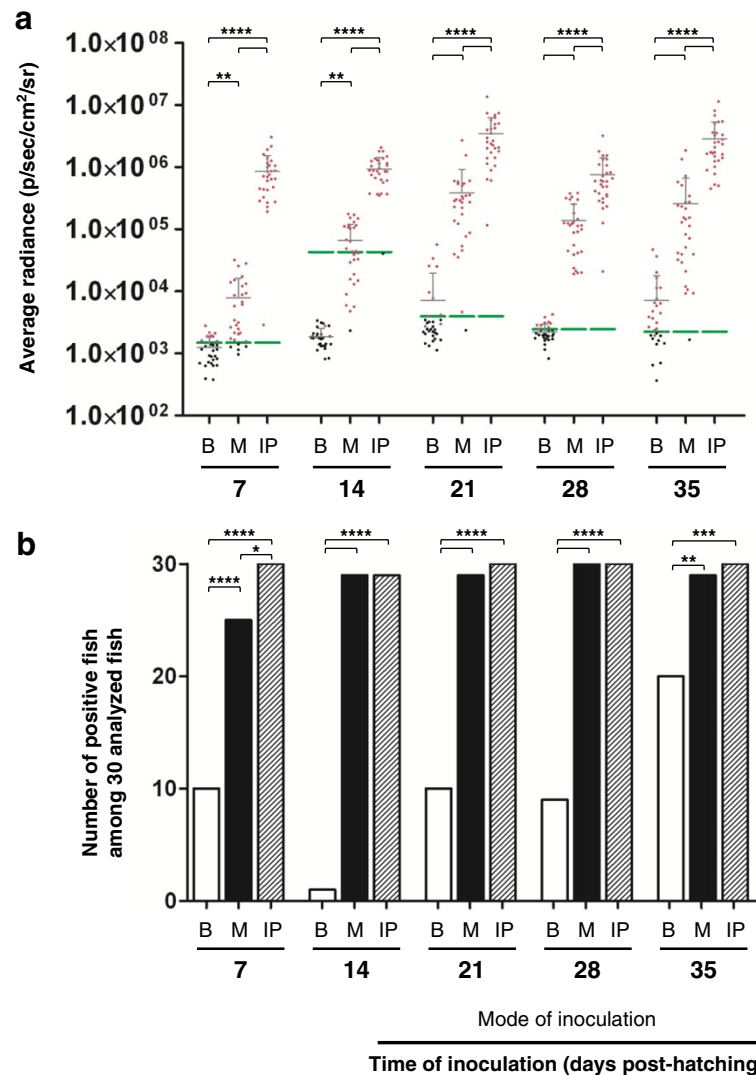 a
**** **** **** **** ****
** **
Average radiance (p/sec/cm²/sr)
1.0×10⁰⁸
1.0×10⁰⁷
1.0×10⁰⁶
1.0×10⁰⁵
1.0×10⁰⁴
1.0×10⁰³
1.0×10⁰²
B M IP B M IP B M IP B M IP B M IP
7 14 21 28 35
b
**** **** **** **** ***
* **
****
Number of positive fish
among 30 analyzed fish
30
20
10
0
B M IP B M IP B M IP B M IP B M IP
7 14 21 28 35
Mode of inoculation
Time of inoculation (days post-hatching